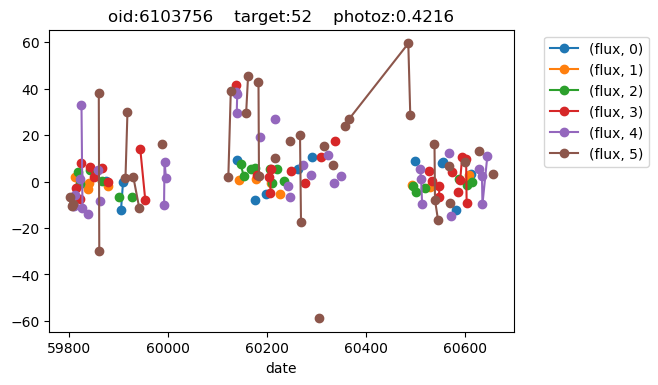 oid:6103756    target:52    photoz:0.4216
60
40
20
0
−20
−40
−60
59800
60000
60200
60400
60600
date
(flux, 0)
(flux, 1)
(flux, 2)
(flux, 3)
(flux, 4)
(flux, 5)